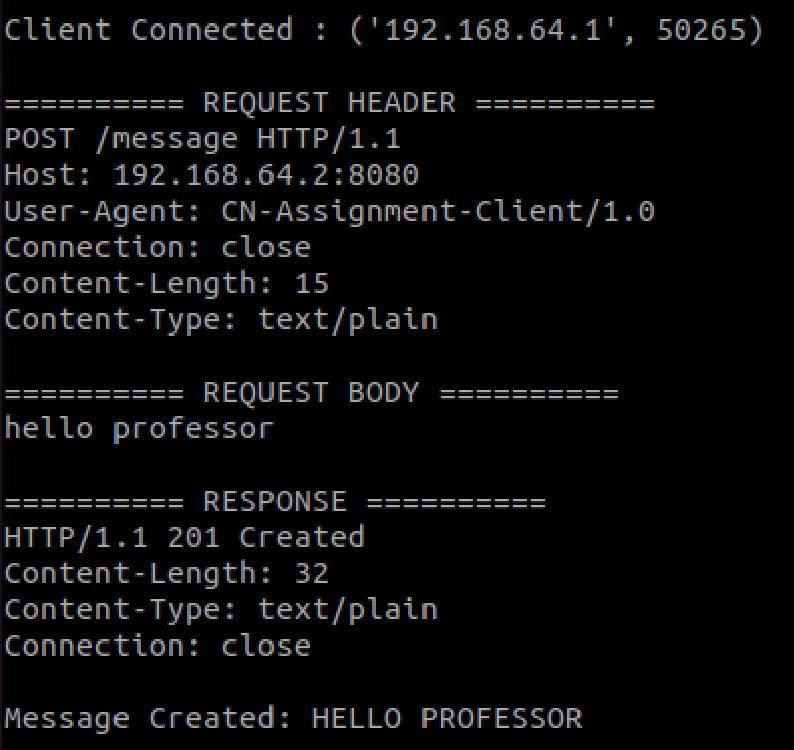 Client Connected : ('192.168.64.1', 50265)
========== REQUEST HEADER ==========
POST /message HTTP/1.1
Host: 192.168.64.2:8080
User-Agent: CN-Assignment-Client/1.0
Connection: close
Content-Length: 15
Content-Type: text/plain
========== REQUEST BODY ==========
hello professor
========== RESPONSE ==========
HTTP/1.1 201 Created
Content-Length: 32
Content-Type: text/plain
Connection: close
Message Created: HELLO PROFESSOR